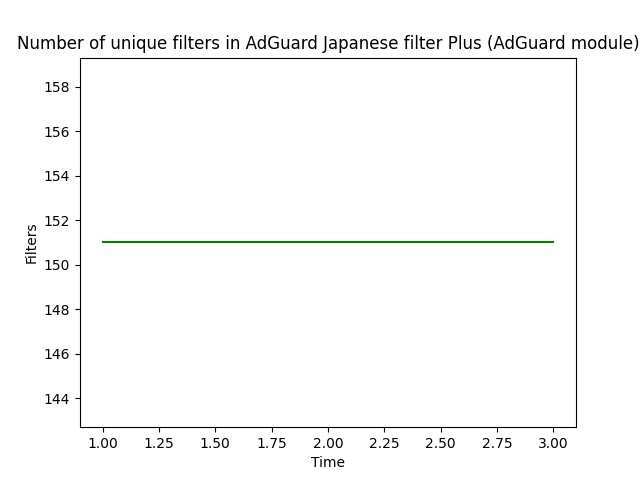 Number of unique filters in AdGuard Japanese filter Plus (AdGuard module)
158
156
154
152
150
148
146
144
Filters
1.00 1.25 1.50 1.75 2.00 2.25 2.50 2.75 3.00
Time